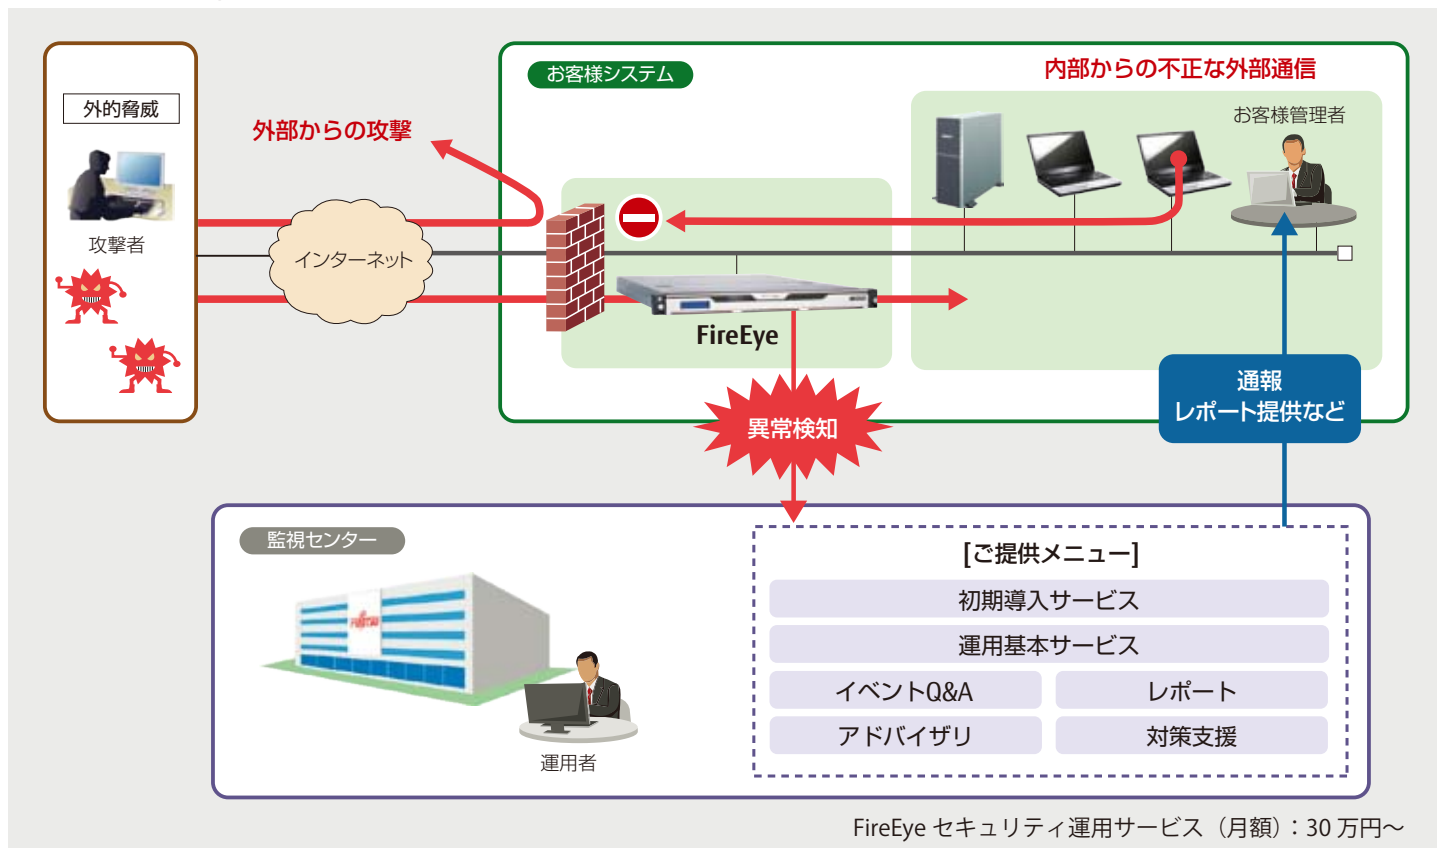 お客様システム
内部からの不正な外部通信
外的脅威
外部からの攻撃
お客様管理者
攻撃者
インターネット
FireEye
通報
レポート提供など
異常検知
監視センター
[ご提供メニュー]
初期導入サービス
運用基本サービス
イベントQ&A
レポート
アドバイザリ
対策支援
FUJITSU
運用者
FireEye セキュリティ運用サービス（月額）：30 万円～